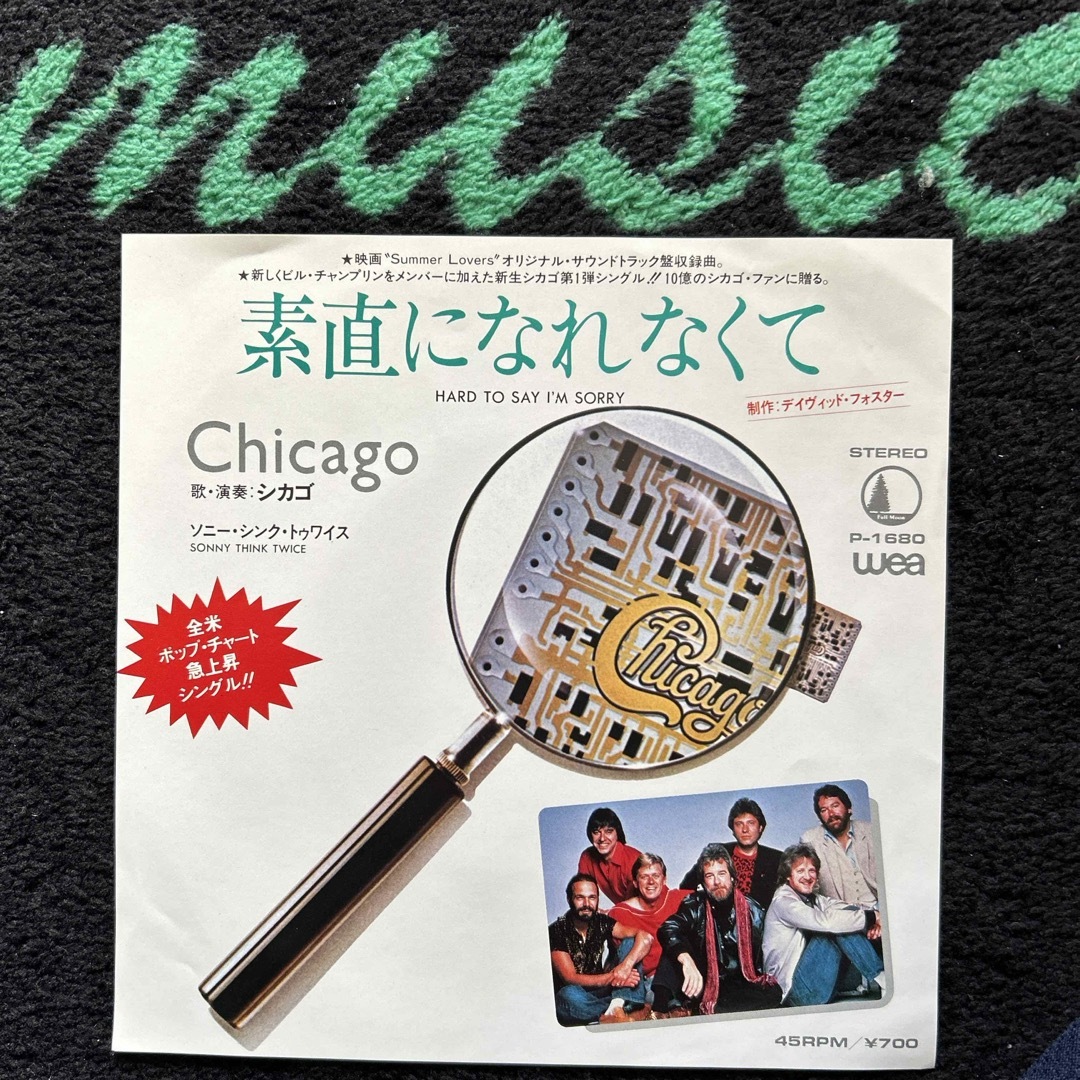 music
★映画"Summer Lovers"オリジナル・サウンドトラック盤収録曲。
★新しくビル・チャンプリンをメンバーに加えた新生シカゴ第1弾シングル!! 10億のシカゴ・ファンに贈る。
素直になれなくて
HARD TO SAY I'M SORRY
制作:デイヴィッド・フォスター
Chicago
歌・演奏:シカゴ
ソニー・シンク・トゥワイス
SONNY THINK TWICE
STEREO
Full Moon
P-1680
wea
全米
ポップ・チャート
急上昇
シングル!!
Chicago
45RPM/¥700